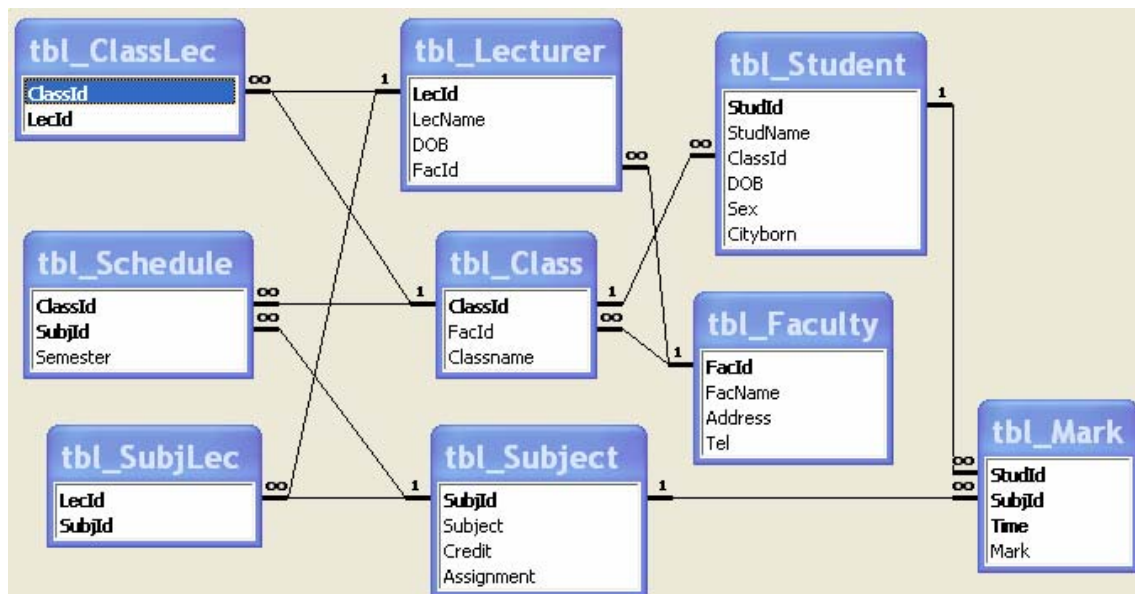 tbl_ClassLec
ClassId
LecId
tbl_Lecturer
LecId
LecName
DOB
FacId
tbl_Student
StudId
StudName
ClassId
DOB
Sex
Cityborn
tbl_Schedule
ClassId
SubjId
Semester
tbl_Class
ClassId
FacId
Classname
tbl_Faculty
FacId
FacName
Address
Tel
tbl_SubjLec
LecId
SubjId
tbl_Subject
SubjId
Subject
Credit
Assignment
tbl_Mark
StudId
SubjId
Time
Mark
∞ 1
∞ 1
∞ 1
∞ 1
∞ 1
∞ 1
∞ 1
∞ 1
1 ∞
1 ∞